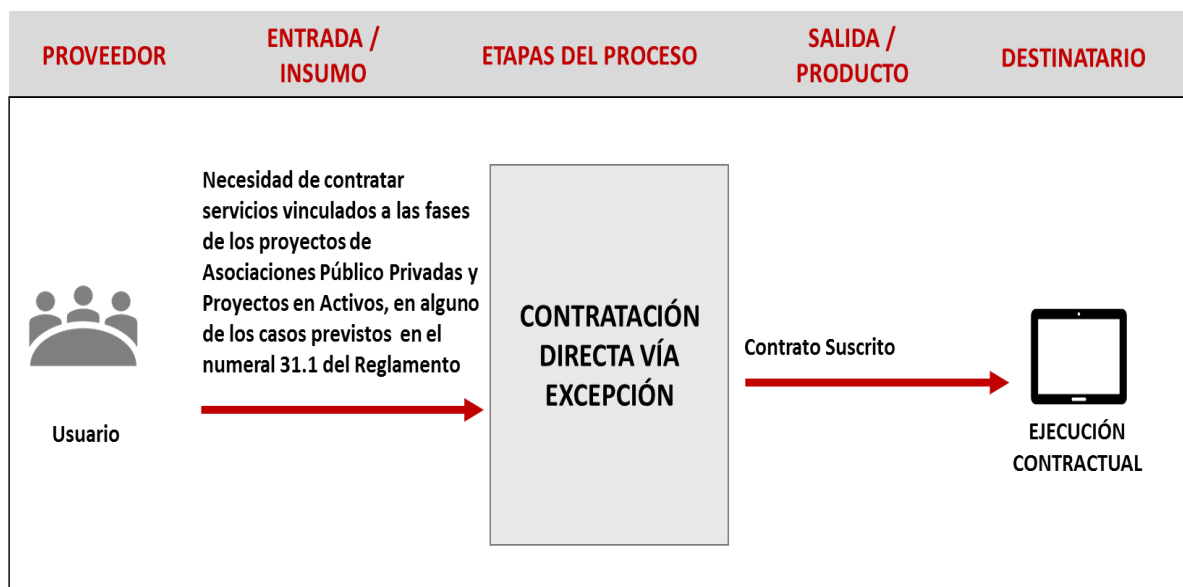 PROVEEDOR
ENTRADA /
INSUMO
ETAPAS DEL PROCESO
SALIDA /
PRODUCTO
DESTINATARIO
Necesidad de contratar
servicios vinculados a las fases
de los proyectos de
Asociaciones Público Privadas y
Proyectos en Activos, en alguno
de los casos previstos en el
numeral 31.1 del Reglamento
Usuario
CONTRATACIÓN
DIRECTA VÍA
EXCEPCIÓN
Contrato Suscrito
EJECUCIÓN
CONTRACTUAL